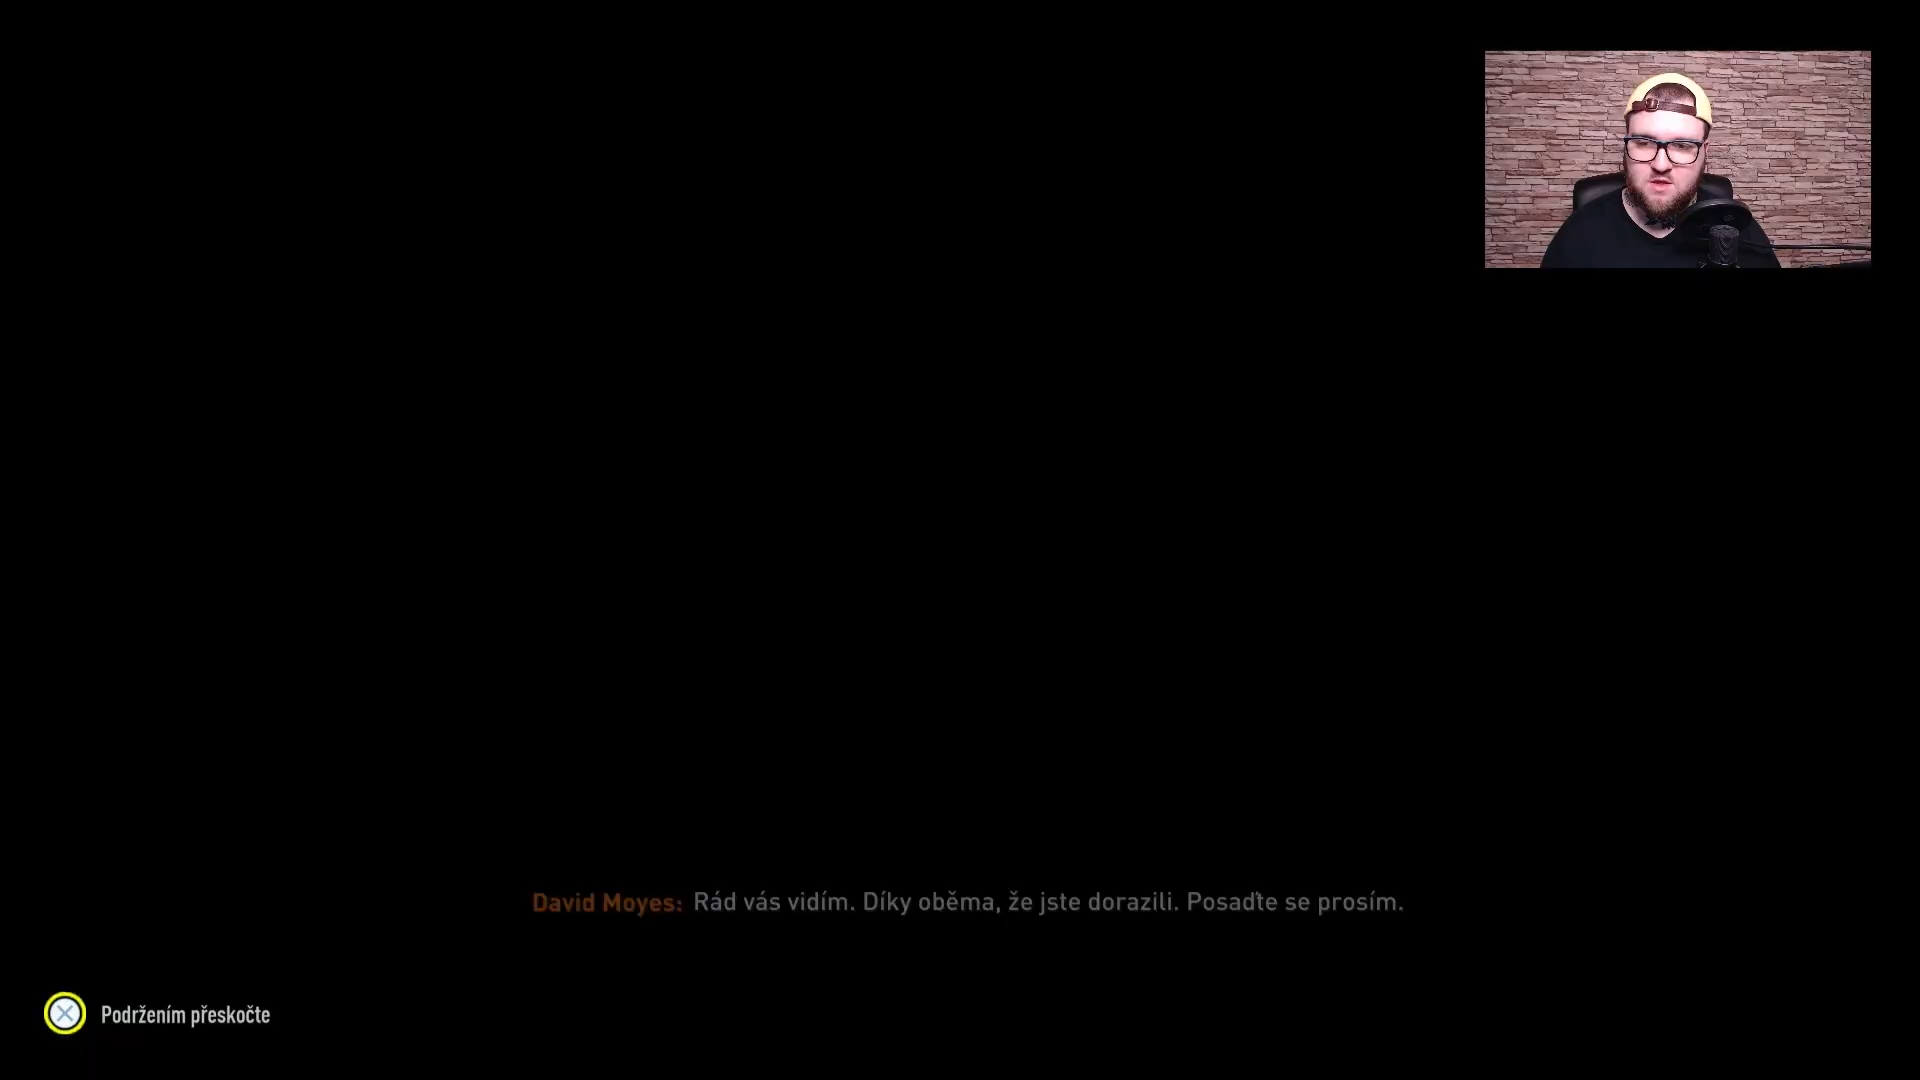 David Moyes: Rád vás vidím. Díky oběma, že jste dorazili. Posaďte se prosím.
Podržením přeskočte